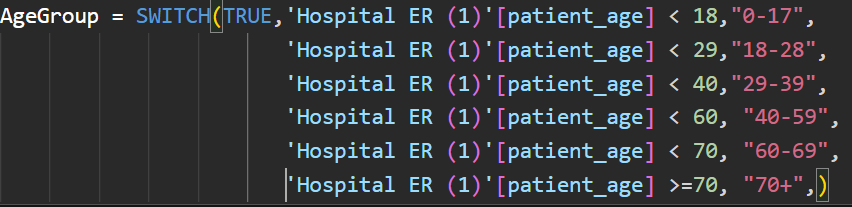 AgeGroup = SWITCH(TRUE,'Hospital ER (1)'[patient_age] < 18,"0-17",
'Hospital ER (1)'[patient_age] < 29,"18-28",
'Hospital ER (1)'[patient_age] < 40,"29-39",
'Hospital ER (1)'[patient_age] < 60, "40-59",
'Hospital ER (1)'[patient_age] < 70, "60-69",
'Hospital ER (1)'[patient_age] >=70, "70+",)